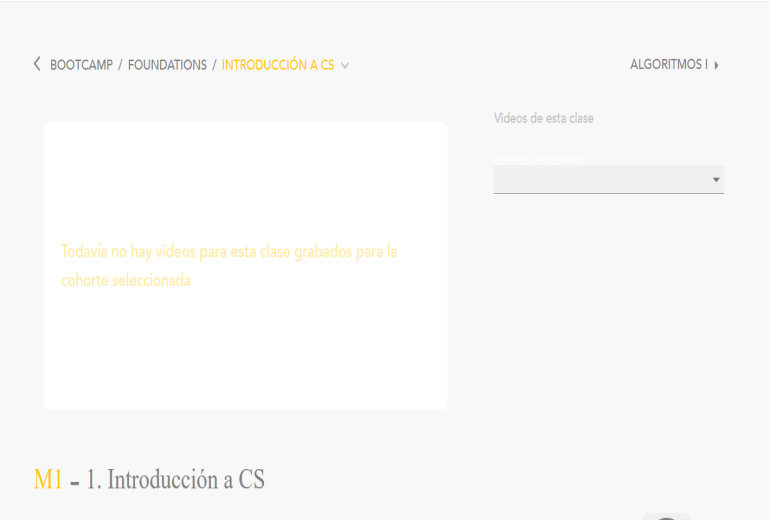 BOOTCAMP / FOUNDATIONS / INTRODUCCIÓN A CS
ALGORITMOS I
Videos de esta clase
Todavía no hay videos para esta clase grabados para la
cohorte seleccionada
M1 - 1. Introducción a CS